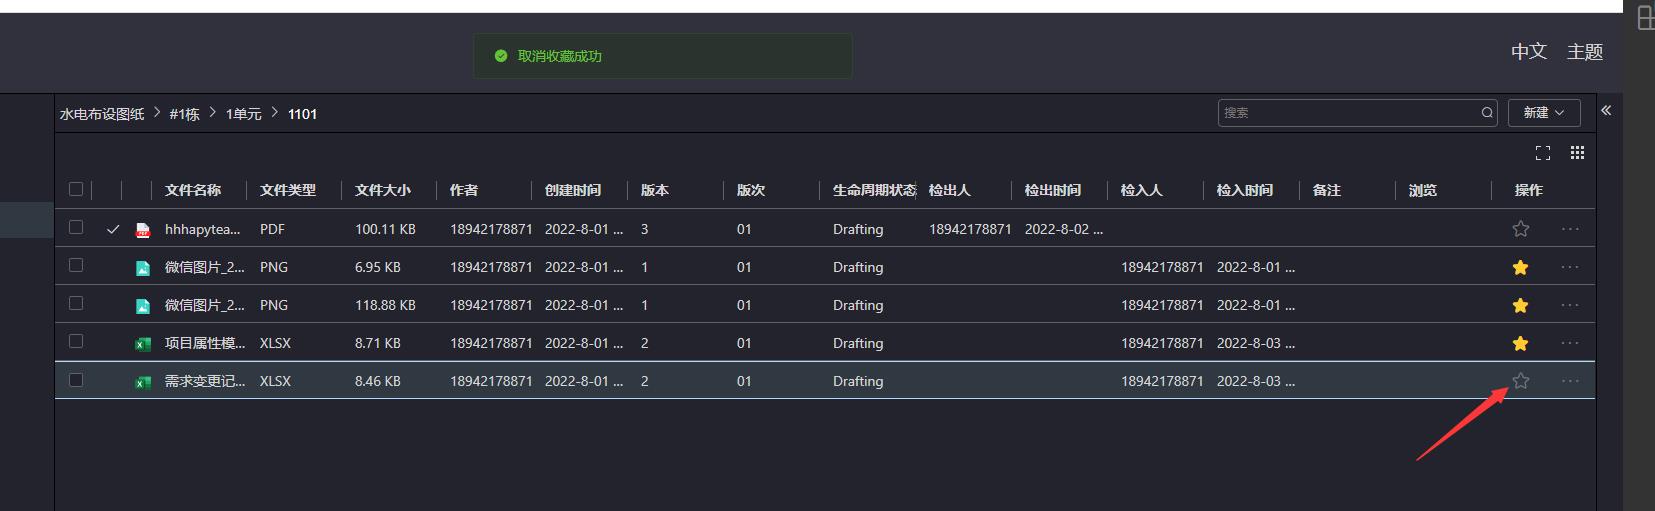 取消收藏成功
中文 主题
水电布设图纸 > #1栋 > 1单元 > 1101 搜索 新建
文件名称 文件类型 文件大小 作者 创建时间 版本 版次 生命周期状态 检出人 检出时间 检入人 检入时间 备注 浏览 操作
hhhapytea... PDF 100.11 KB 18942178871 2022-8-01 ... 3 01 Drafting 18942178871 2022-8-02 ... ...
微信图片_2... PNG 6.95 KB 18942178871 2022-8-01 ... 1 01 Drafting 18942178871 2022-8-01 ... ...
微信图片_2... PNG 118.88 KB 18942178871 2022-8-01 ... 1 01 Drafting 18942178871 2022-8-01 ... ...
项目属性模... XLSX 8.71 KB 18942178871 2022-8-01 ... 2 01 Drafting 18942178871 2022-8-03 ... ...
需求变更记... XLSX 8.46 KB 18942178871 2022-8-01 ... 2 01 Drafting 18942178871 2022-8-03 ... ...